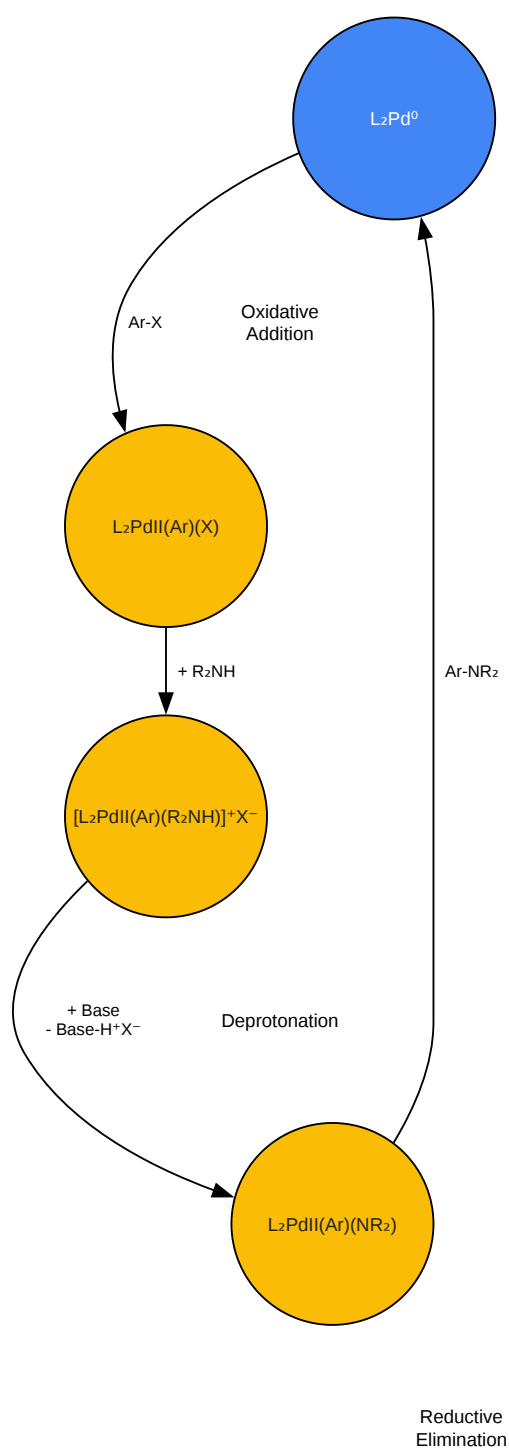 L₂Pd⁰
Oxidative
Addition
Ar-X
L₂PdII(Ar)(X)
+ R₂NH
Ar-NR₂
[L₂PdII(Ar)(R₂NH)]⁺X⁻
+ Base
- Base-H⁺X⁻
Deprotonation
L₂PdII(Ar)(NR₂)
Reductive
Elimination